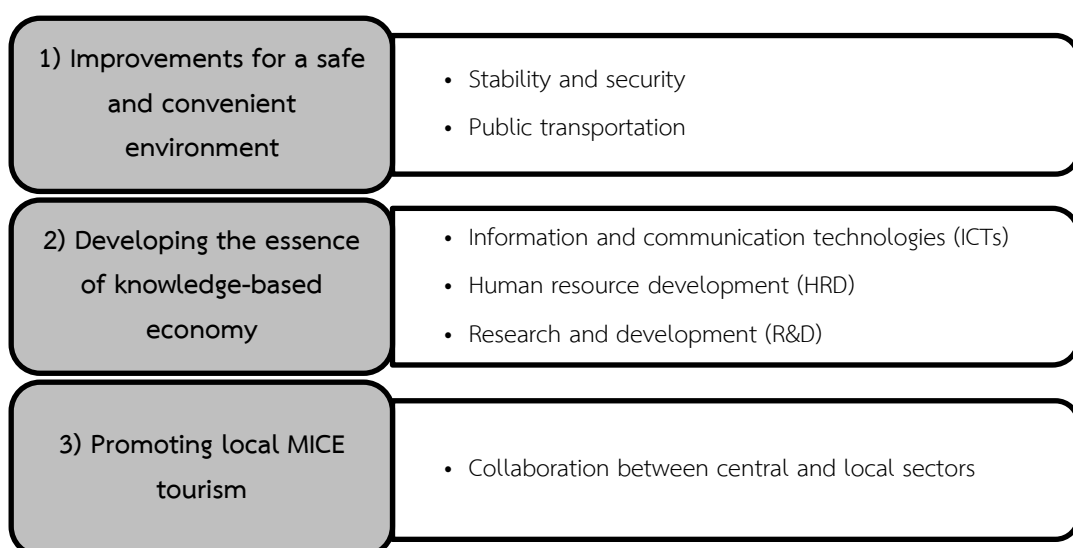 1) Improvements for a safe
and convenient
environment
• Stability and security
• Public transportation
2) Developing the essence
of knowledge-based
economy
• Information and communication technologies (ICTs)
• Human resource development (HRD)
• Research and development (R&D)
3) Promoting local MICE
tourism
• Collaboration between central and local sectors